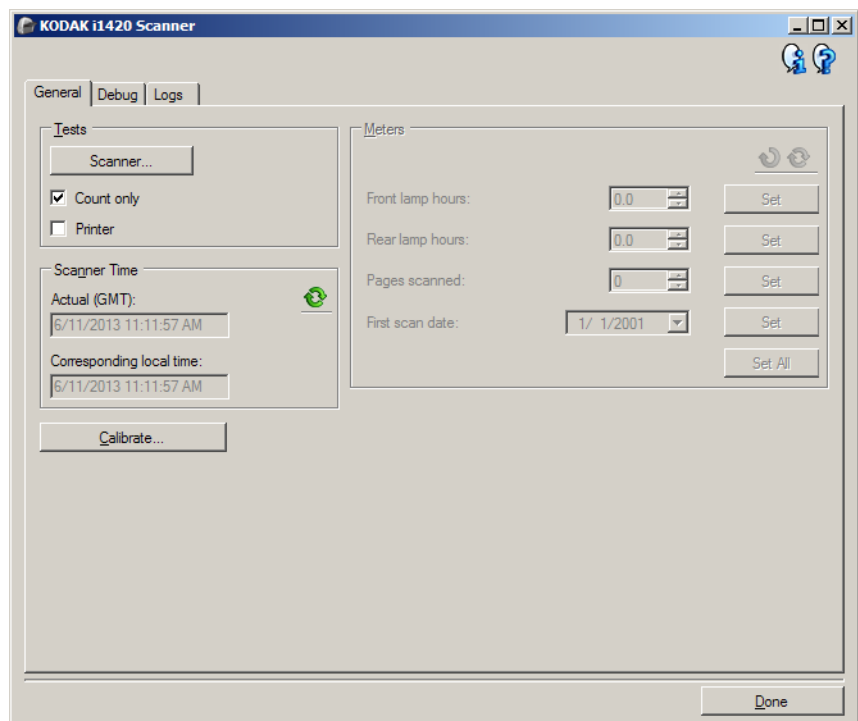 KODAK i1420 Scanner
General Debug Logs
Tests
Scanner...
Count only
Printer
Scanner Time
Actual (GMT):
6/11/2013 11:11:57 AM
Corresponding local time:
6/11/2013 11:11:57 AM
Calibrate...
Meters
Front lamp hours: 0.0 Set
Rear lamp hours: 0.0 Set
Pages scanned: 0 Set
First scan date: 1/ 1/2001 Set
Set All
Done